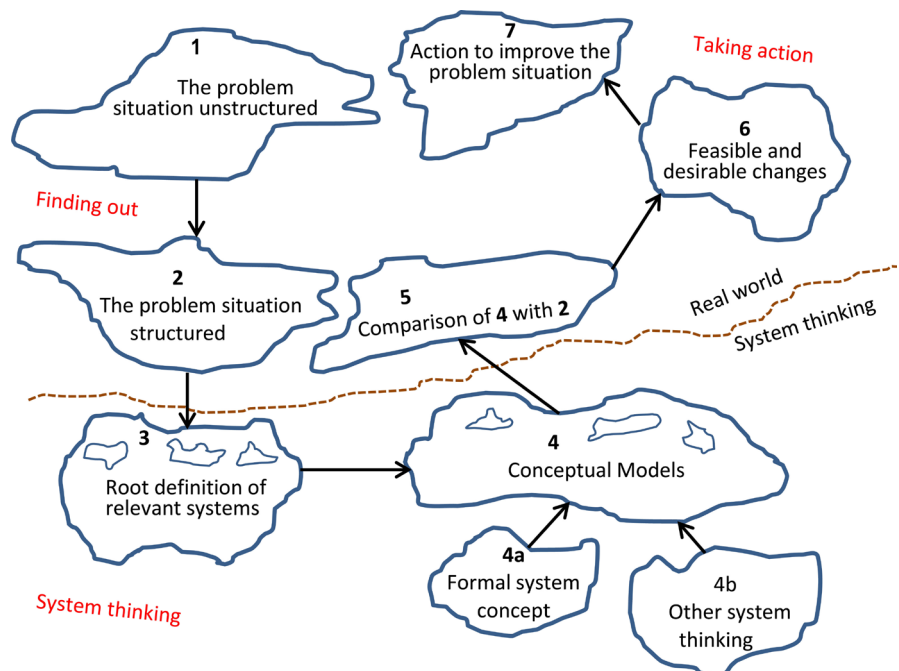 1
The problem
situation unstructured
7
Action to improve the
problem situation
Taking action
6
Feasible and
desirable changes
Finding out
2
The problem situation
structured
5
Comparison of 4 with 2
Real world
System thinking
3
Root definition of
relevant systems
4
Conceptual Models
4a
Formal system
concept
4b
Other system
thinking
System thinking